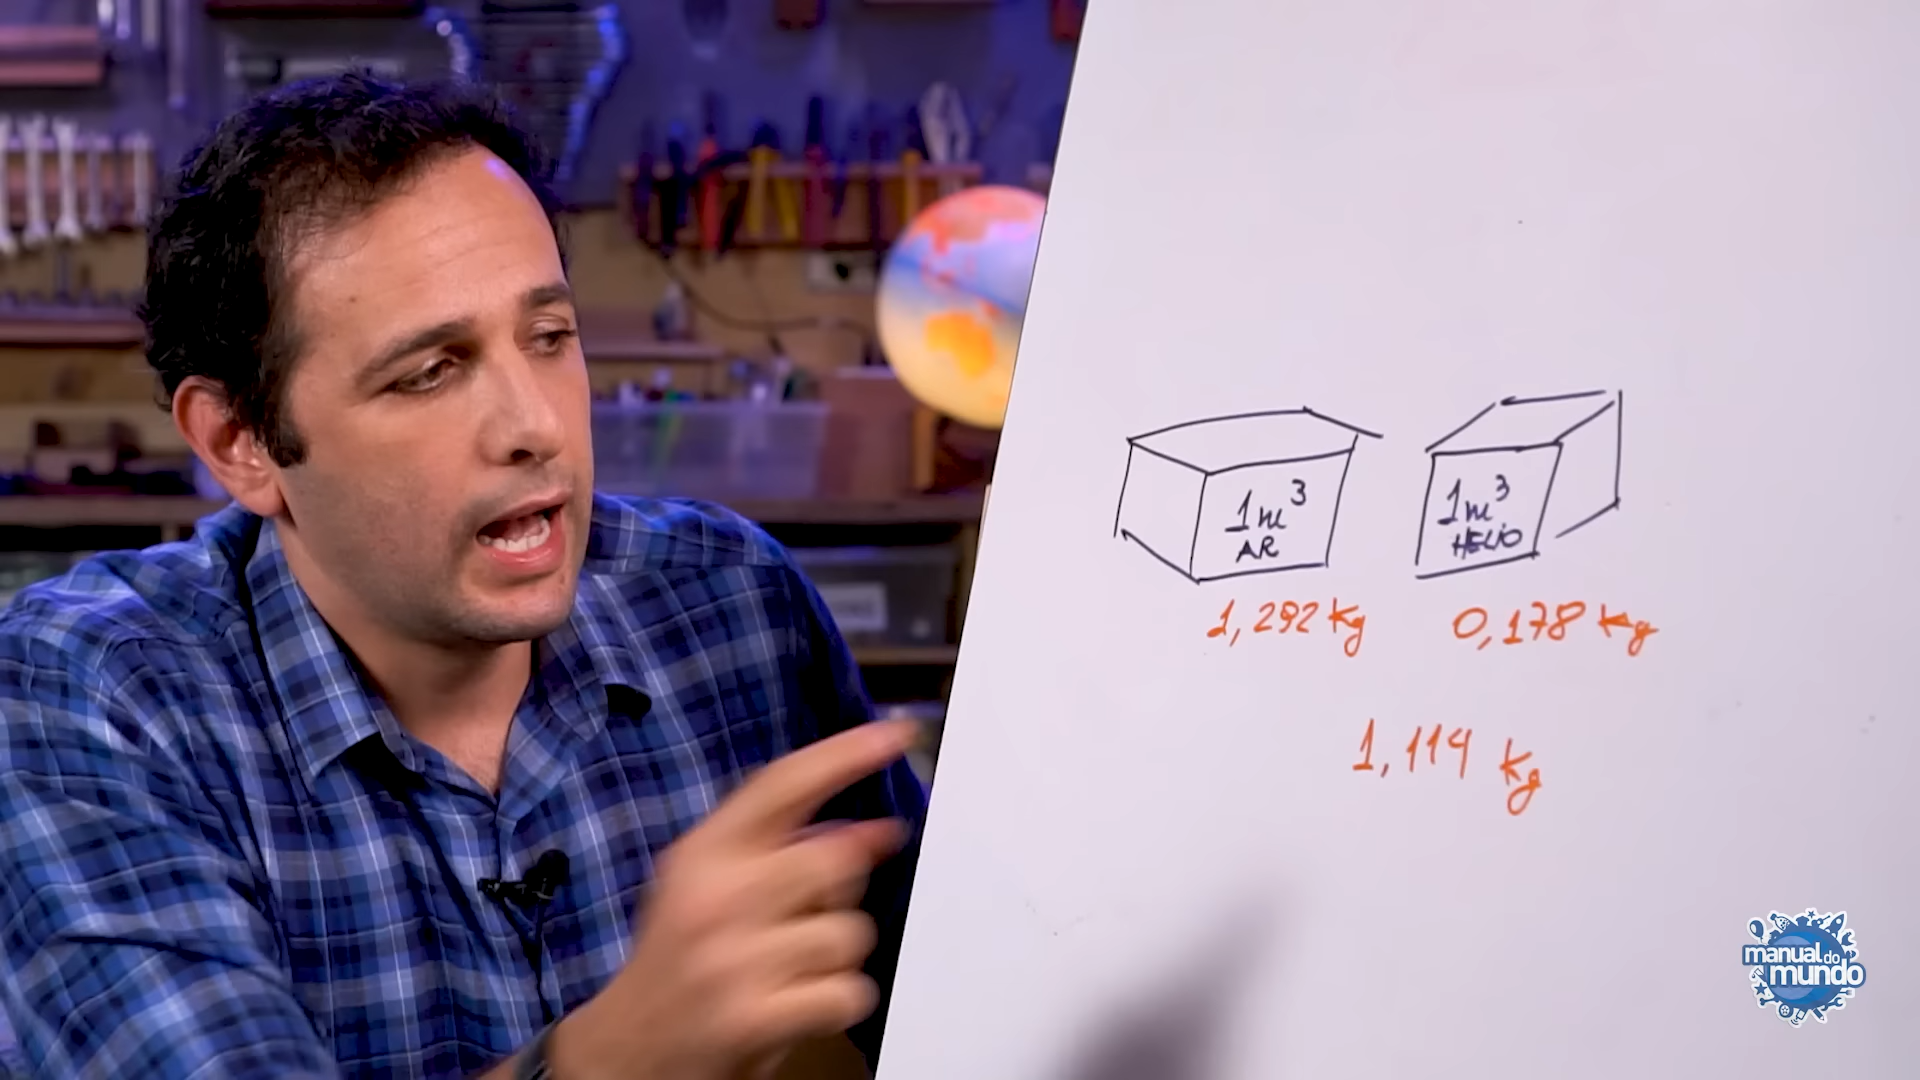 1m³
AR
1m³
HELIO
1,292 kg
0,178 kg
1,114 kg
manual do
mundo